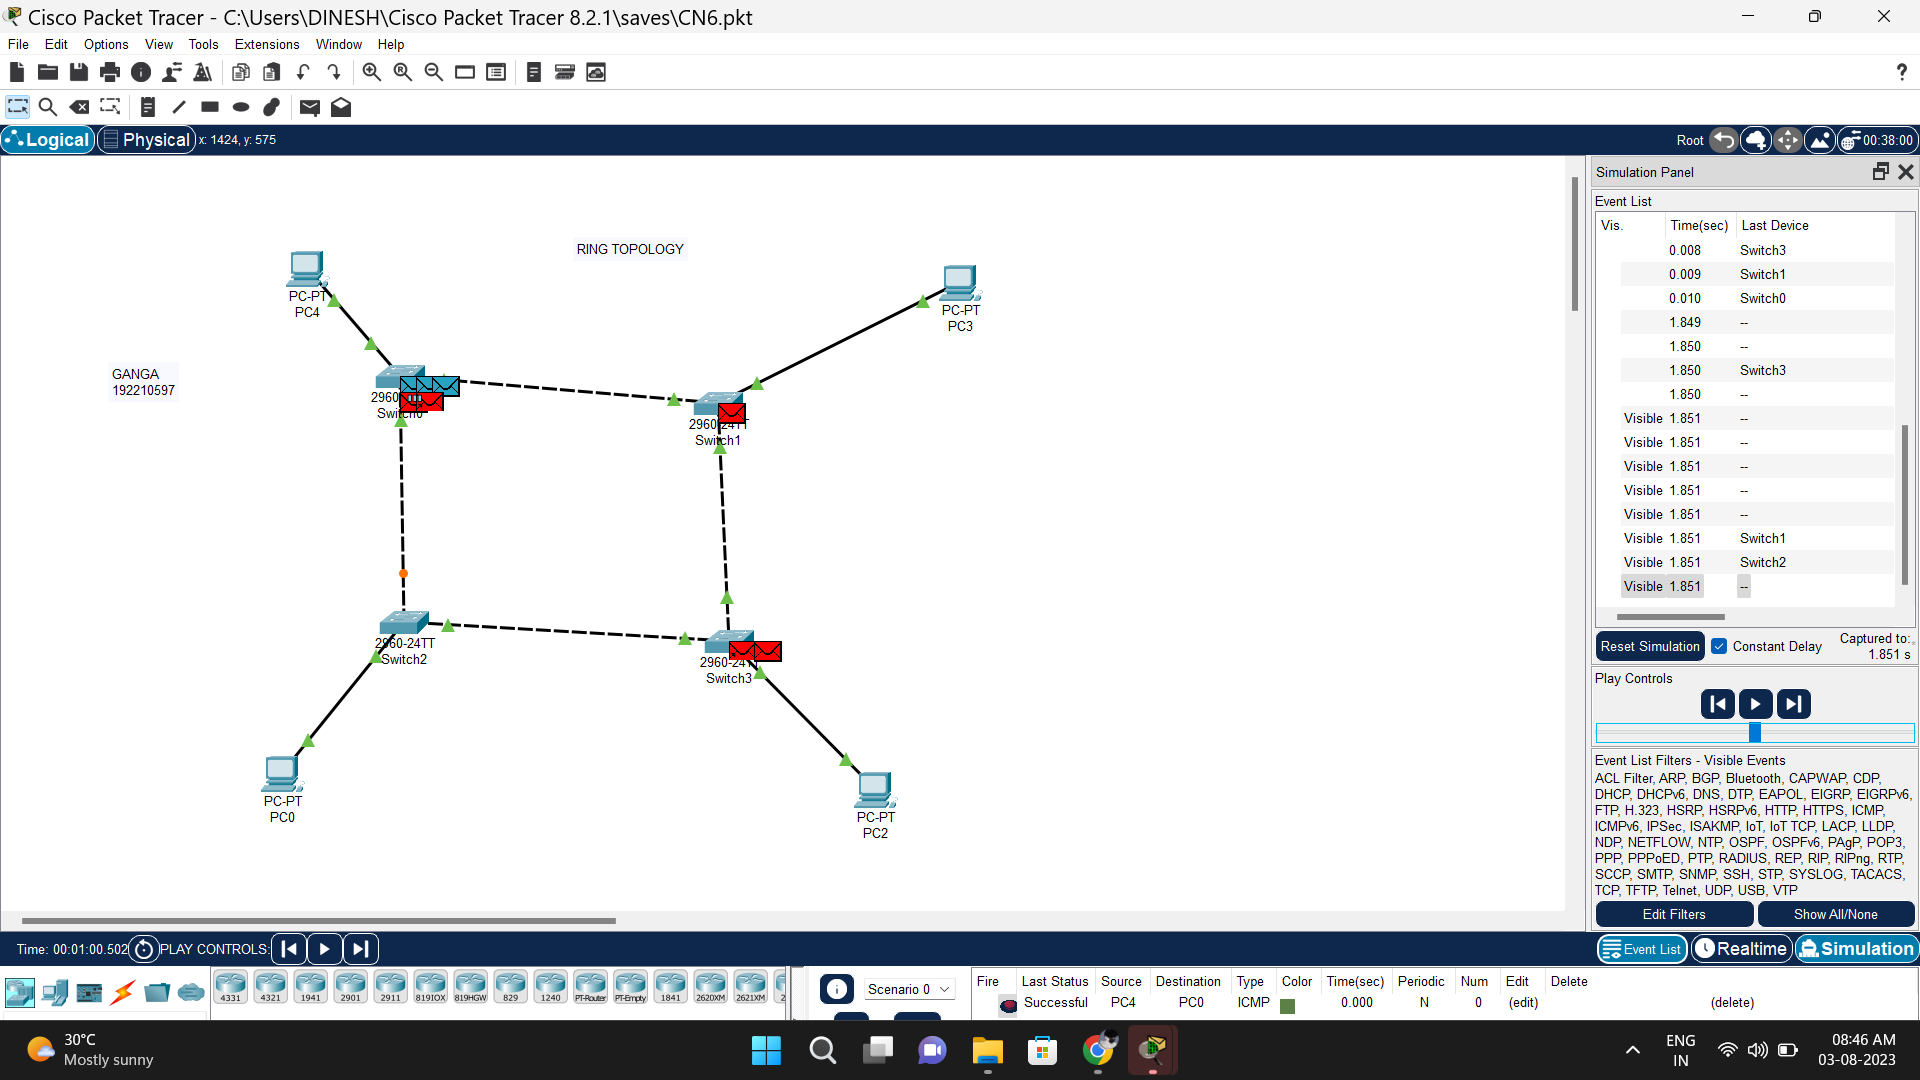 Cisco Packet Tracer - C:\Users\DINESH\Cisco Packet Tracer 8.2.1\saves\CN6.pkt
File Edit Options View Tools Extensions Window Help
?
Logical Physical x: 1424, y: 575
Root 00:38:00
RING TOPOLOGY
PC-PT
PC4
PC-PT
PC3
GANGA
192210597
2960
Switch0
2960-24TT
Switch1
2960-24TT
Switch2
2960-24TT
Switch3
PC-PT
PC0
PC-PT
PC2
Simulation Panel
Event List
Vis. Time(sec) Last Device
0.008 Switch3
0.009 Switch1
0.010 Switch0
1.849 --
1.850 --
1.850 Switch3
1.850 --
Visible 1.851 --
Visible 1.851 --
Visible 1.851 --
Visible 1.851 --
Visible 1.851 --
Visible 1.851 Switch1
Visible 1.851 Switch2
Visible 1.851 --
Reset Simulation Constant Delay Captured to:
1.851 s
Play Controls
Event List Filters - Visible Events
ACL Filter, ARP, BGP, Bluetooth, CAPWAP, CDP,
DHCP, DHCPv6, DNS, DTP, EAPOL, EIGRP, EIGRPv6,
FTP, H.323, HSRP, HSRPv6, HTTP, HTTPS, ICMP,
ICMPv6, IPSec, ISAKMP, IoT, IoT TCP, LACP, LLDP,
NDP, NETFLOW, NTP, OSPF, OSPFv6, PAgP, POP3,
PPP, PPPoED, PTP, RADIUS, REP, RIP, RIPng, RTP,
SCCP, SMTP, SNMP, SSH, STP, SYSLOG, TACACS,
TCP, TFTP, Telnet, UDP, USB, VTP
Edit Filters Show All/None
Time: 00:01:00.502 PLAY CONTROLS:
Event List Realtime Simulation
4331 4321 1941 2901 2911 819IOX 819HGW 829 1240 PT-Router PT-Empty 1841 2620XM 2621XM 2
Scenario 0
Fire Last Status Source Destination Type Color Time(sec) Periodic Num Edit Delete
Successful PC4 PC0 ICMP 0.000 N 0 (edit) (delete)
30°C
Mostly sunny
ENG
IN
08:46 AM
03-08-2023